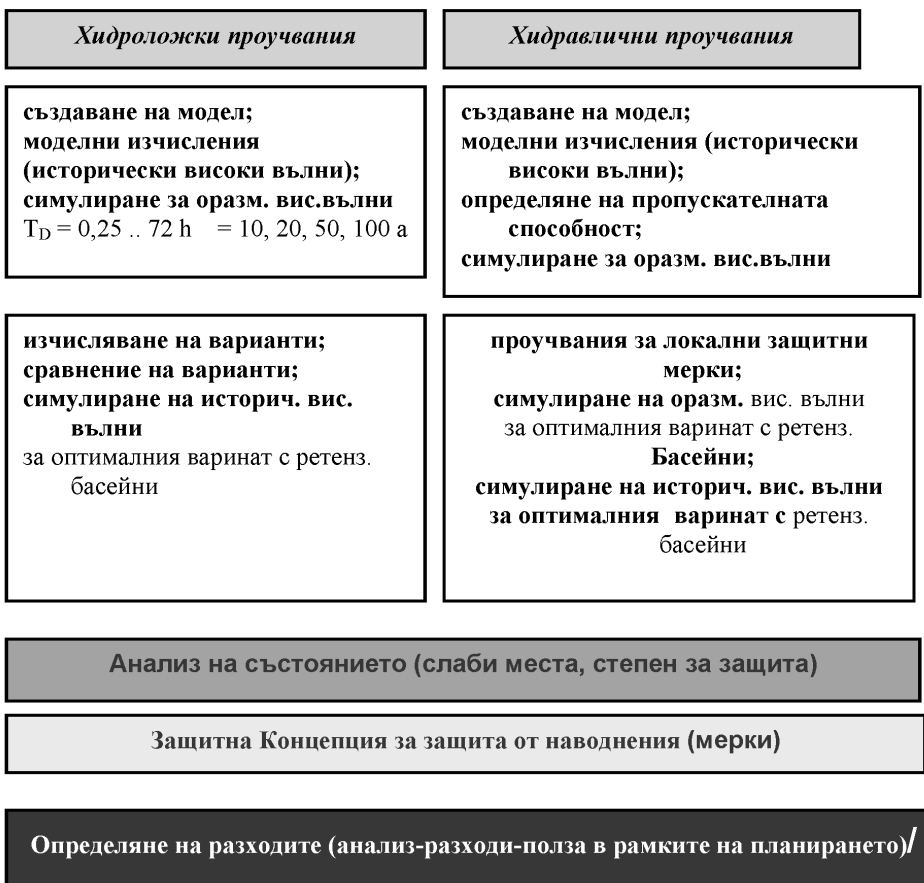 Хидроложки проучвания
Хидравлични проучвания
създаване на модел;
моделни изчисления
(исторически високи вълни);
симулиране за оразм. вис.вълни
T_D = 0,25 .. 72 h = 10, 20, 50, 100 a
създаване на модел;
моделни изчисления (исторически
високи вълни);
определяне на пропускателната
способност;
симулиране за оразм. вис.вълни
изчисляване на варианти;
сравнение на варианти;
симулиране на историч. вис.
вълни
за оптималния варинат с ретенз.
басейни
проучвания за локални защитни
мерки;
симулиране на оразм. вис. вълни
за оптималния варинат с ретенз.
Басейни;
симулиране на историч. вис. вълни
за оптималния варинат с ретенз.
басейни
Анализ на състоянието (слаби места, степен за защита)
Защитна Концепция за защита от наводнения (мерки)
Определяне на разходите (анализ-разходи-полза в рамките на планирането)/